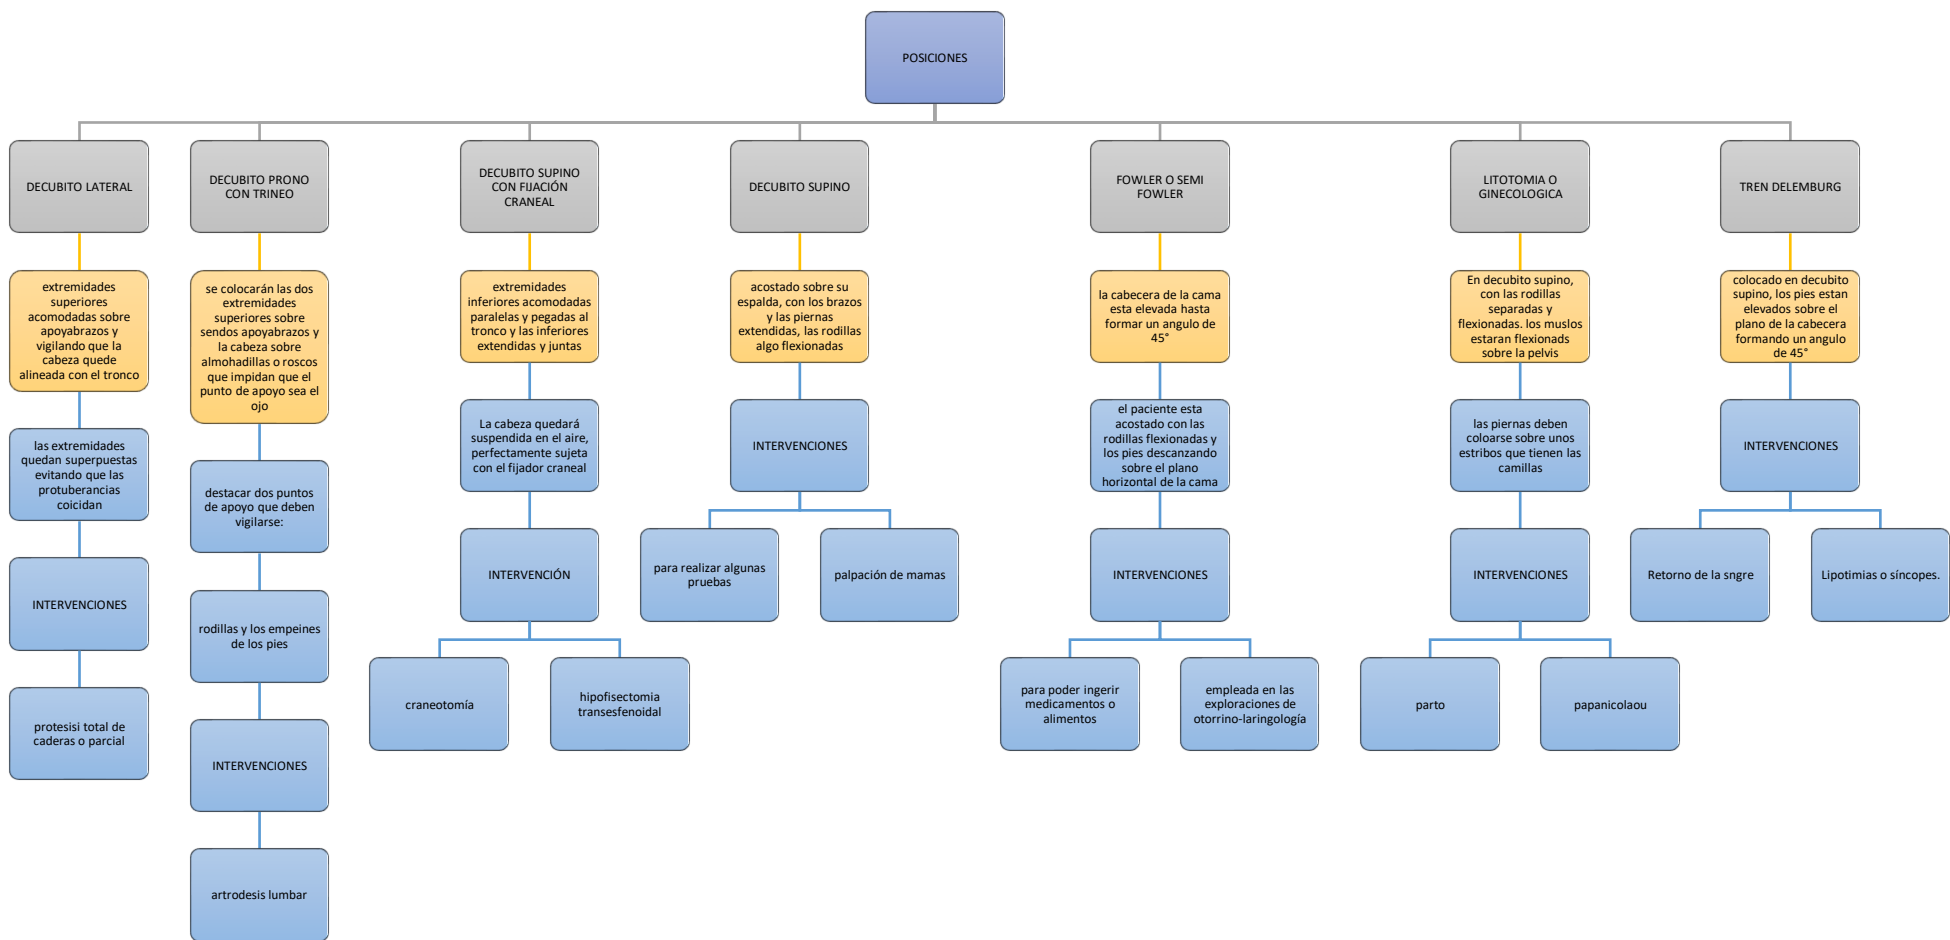 POSICIONES
DECUBITO LATERAL
extremidades
superiores
acomodadas sobre
apoyabrazos y
vigilando que la
cabeza quede
alineada con el tronco
las extremidades
quedan superpuestas
evitando que las
protuberancias
coicidan
INTERVENCIONES
protesisi total de
caderas o parcial
DECUBITO PRONO
CON TRINEO
se colocarán las dos
extremidades
superiores sobre
sendos apoyabrazos y
la cabeza sobre
almohadillas o roscos
que impidan que el
punto de apoyo sea el
ojo
destacar dos puntos
de apoyo que deben
vigilarse:
rodillas y los empeines
de los pies
INTERVENCIONES
artrodesis lumbar
DECUBITO SUPINO
CON FIJACIÓN
CRANEAL
extremidades
inferiores acomodadas
paralelas y pegadas al
tronco y las inferiores
extendidas y juntas
La cabeza quedará
suspendida en el aire,
perfectamente sujeta
con el fijador craneal
INTERVENCIÓN
craneotomía
hipofisectomia
transesfenoidal
DECUBITO SUPINO
acostado sobre su
espalda, con los brazos
y las piernas
extendidas, las rodillas
algo flexionadas
INTERVENCIONES
para realizar algunas
pruebas
palpación de mamas
FOWLER O SEMI
FOWLER
la cabecera de la cama
esta elevada hasta
formar un angulo de
45°
el paciente esta
acostado con las
rodillas flexionadas y
los pies descanzando
sobre el plano
horizontal de la cama
INTERVENCIONES
para poder ingerir
medicamentos o
alimentos
empleada en las
exploraciones de
otorrino-laringología
LITOTOMIA O
GINECOLOGICA
En decubito supino,
con las rodillas
separadas y
flexionadas. los muslos
estaran flexionads
sobre la pelvis
las piernas deben
coloarse sobre unos
estribos que tienen las
camillas
INTERVENCIONES
parto
papanicolaou
TREN DELEMBURG
colocado en decubito
supino, los pies estan
elevados sobre el
plano de la cabecera
formando un angulo
de 45°
INTERVENCIONES
Retorno de la sngre
Lipotimias o síncopes.